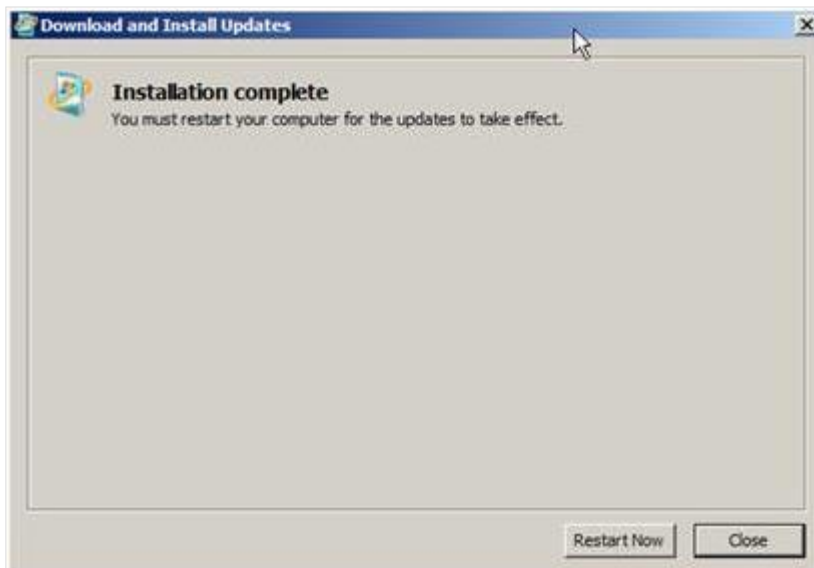 Download and Install Updates
Installation complete
You must restart your computer for the updates to take effect.
Restart Now
Close